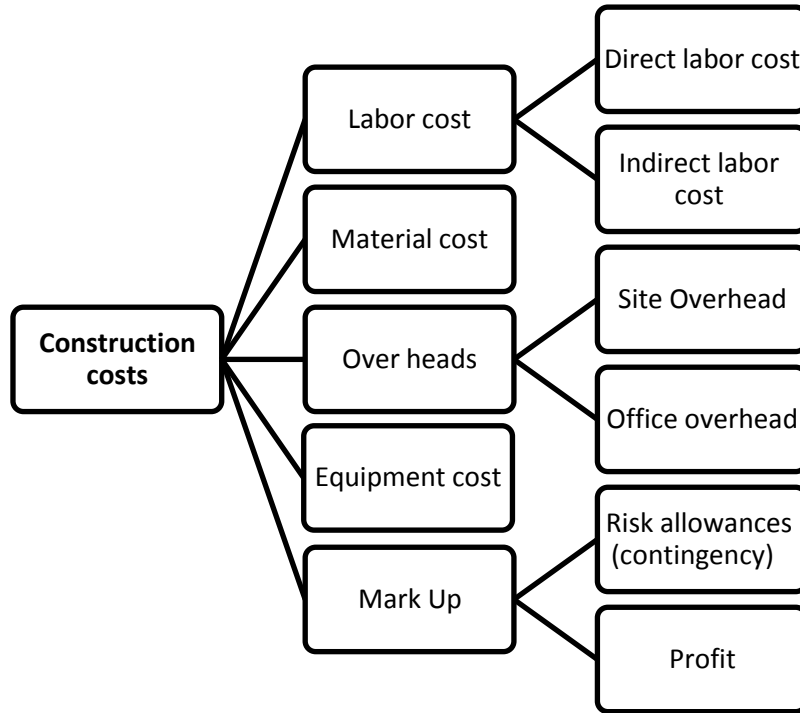 Construction
costs
Labor cost
Direct labor cost
Indirect labor
cost
Material cost
Over heads
Site Overhead
Office overhead
Equipment cost
Mark Up
Risk allowances
(contingency)
Profit